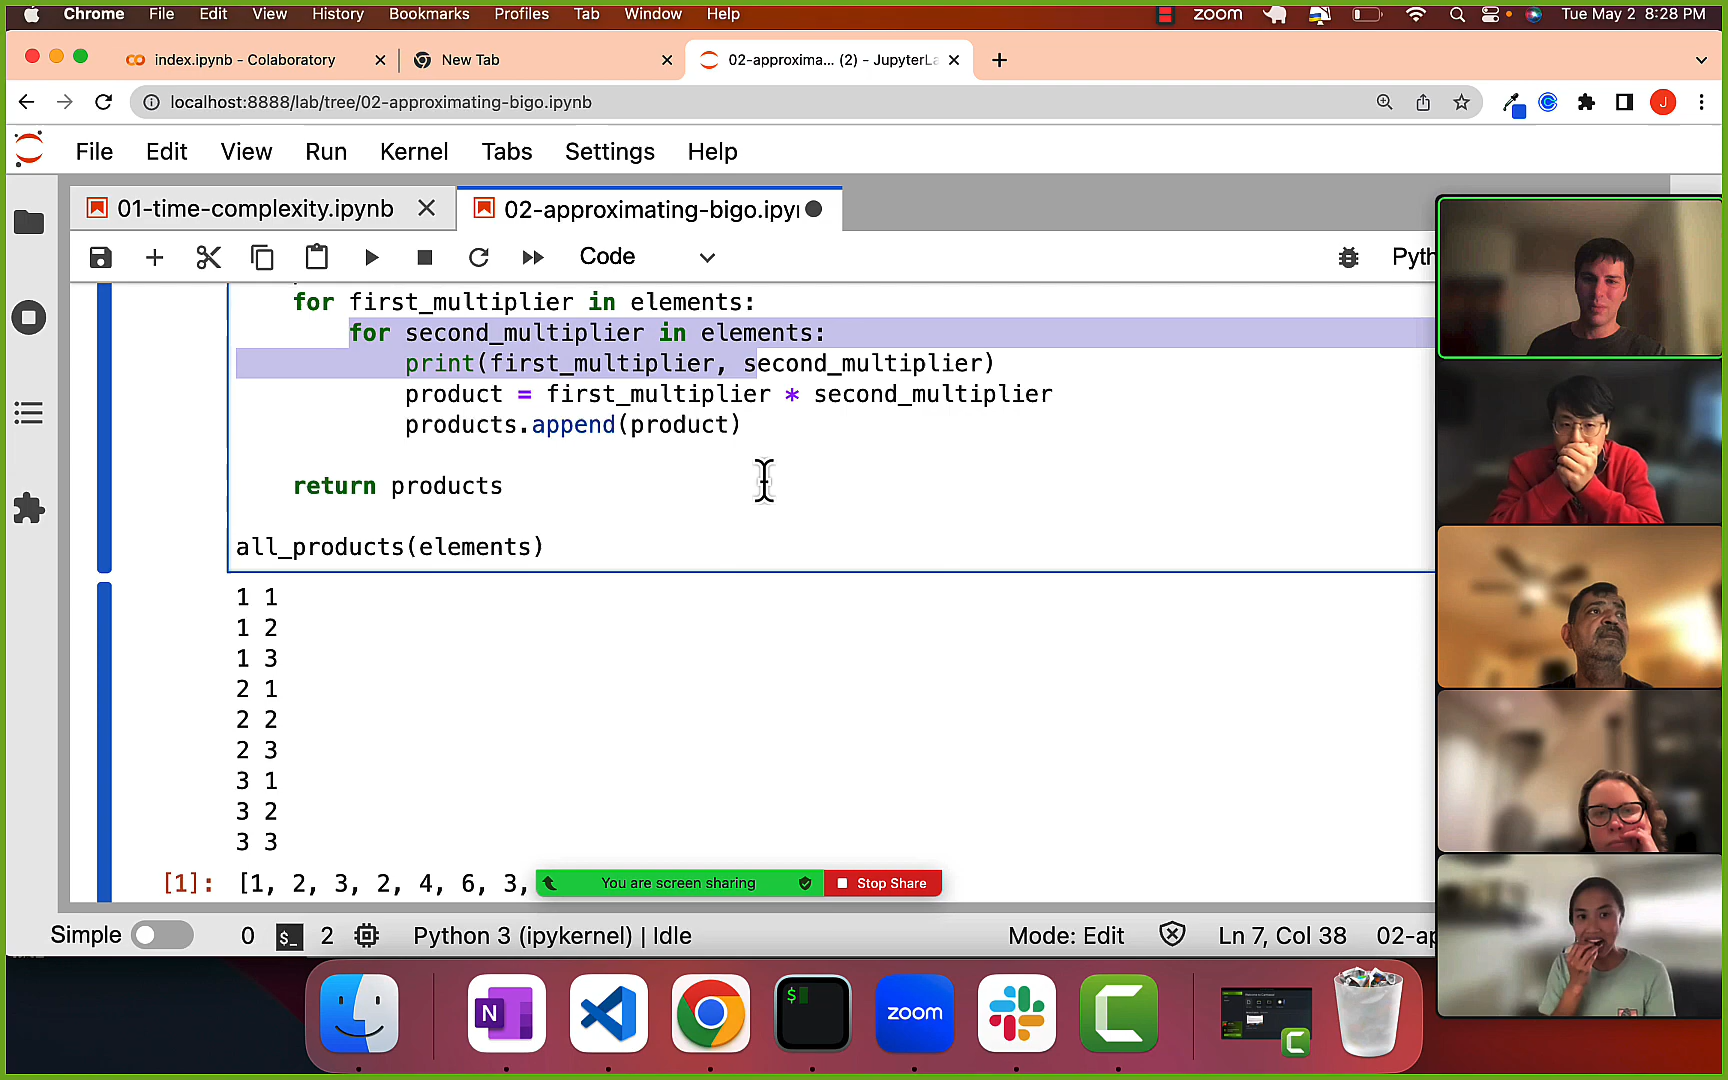 Chrome File Edit View History Bookmarks Profiles Tab Window Help zoom Tue May 2 8:28 PM
index.ipynb - Colaboratory New Tab 02-approxima... (2) - JupyterLa
localhost:8888/lab/tree/02-approximating-bigo.ipynb J
File Edit View Run Kernel Tabs Settings Help
01-time-complexity.ipynb 02-approximating-bigo.ipyn
Code Pyth
for first_multiplier in elements:
for second_multiplier in elements:
print(first_multiplier, second_multiplier)
product = first_multiplier * second_multiplier
products.append(product)
return products
all_products(elements)
1 1
1 2
1 3
2 1
2 2
2 3
3 1
3 2
3 3
[1]: [1, 2, 3, 2, 4, 6, 3,
You are screen sharing Stop Share
Simple 0 $_ 2 Python 3 (ipykernel) | Idle Mode: Edit Ln 7, Col 38 02-ap
N $ zoom C